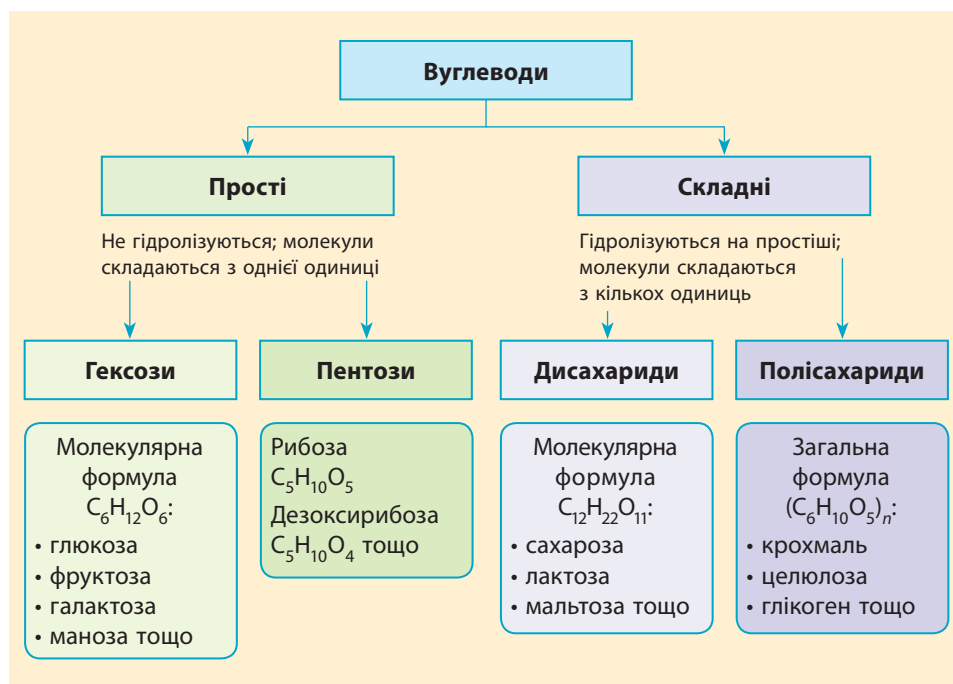 Вуглеводи
Прості
Складні
Не гідролізуються; молекули
складаються з однієї одиниці
Гідролізуються на простіші;
молекули складаються
з кількох одиниць
Гексози
Пентози
Дисахариди
Полісахариди
Молекулярна
формула
C₆H₁₂O₆:
• глюкоза
• фруктоза
• галактоза
• маноза тощо
Рибоза
C₅H₁₀O₅
Дезоксирибоза
C₅H₁₀O₄ тощо
Молекулярна
формула
C₁₂H₂₂O₁₁:
• сахароза
• лактоза
• мальтоза тощо
Загальна
формула
(C₆H₁₀O₅)ₙ:
• крохмаль
• целюлоза
• глікоген тощо